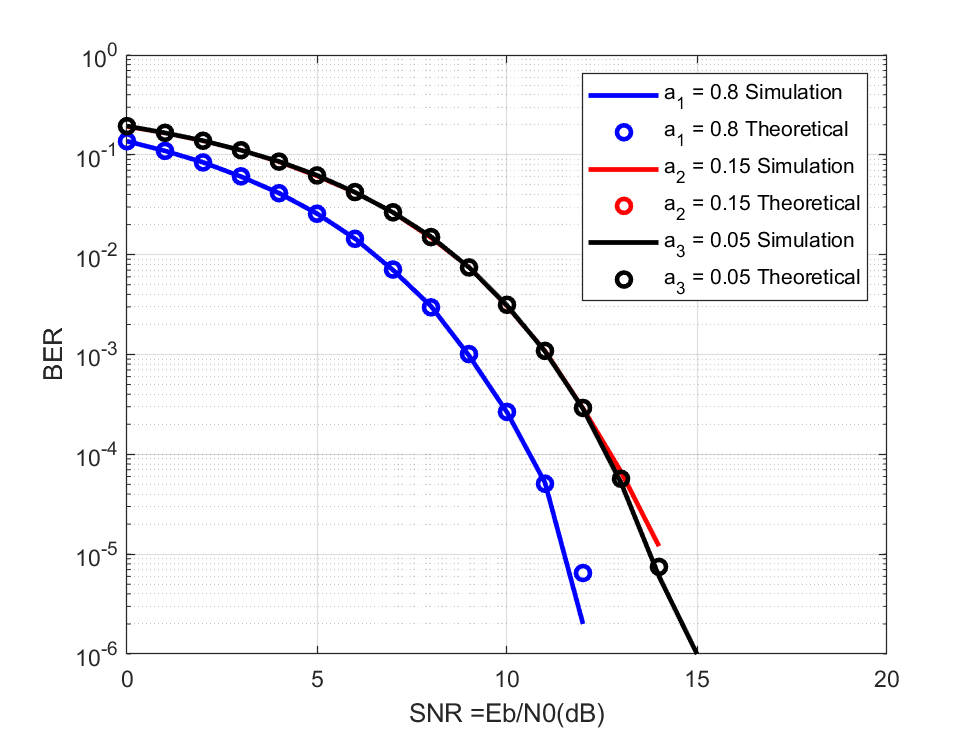 10^0
10^-1
10^-2
10^-3
10^-4
10^-5
10^-6
BER
0 5 10 15 20
SNR =Eb/N0(dB)
a_1 = 0.8 Simulation
a_1 = 0.8 Theoretical
a_2 = 0.15 Simulation
a_2 = 0.15 Theoretical
a_3 = 0.05 Simulation
a_3 = 0.05 Theoretical